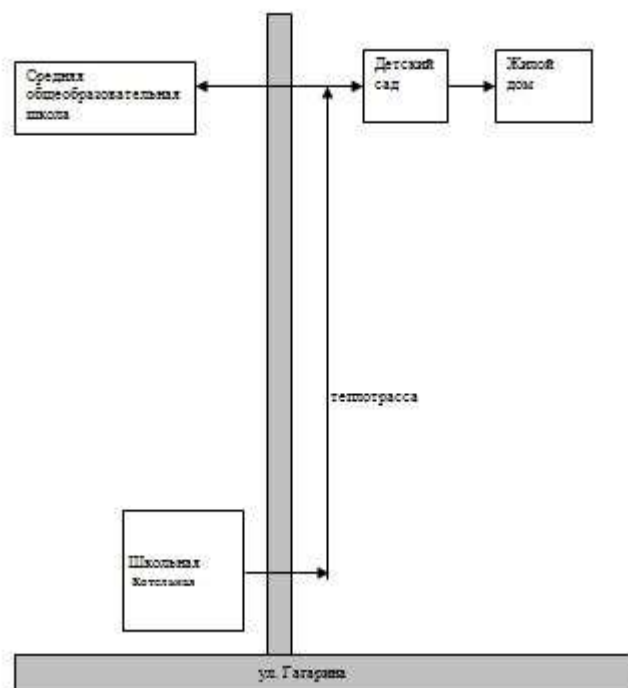 Средняя
общеобразовательная
школа
Детский
сад
Жилой
дом
теплотрасса
Школьная
Котельная
ул. Гагарина